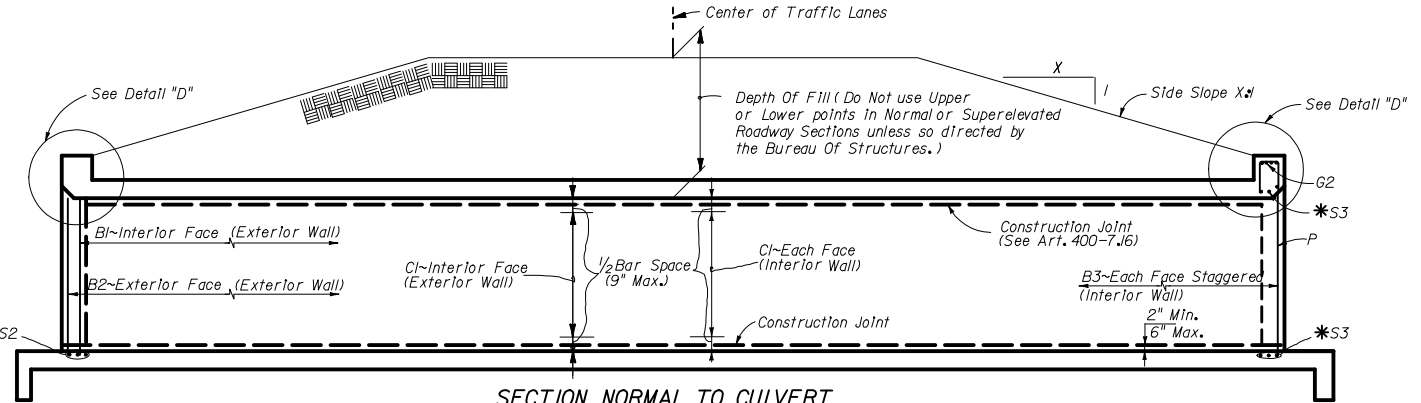 Center of Traffic Lanes
X
1
See Detail "D"
Side Slope X:1
See Detail "D"
Depth Of Fill (Do Not use Upper
or Lower points in Normal or Superelevated
Roadway Sections unless so directed by
the Bureau Of Structures.)
G2
*S3
B1~Interior Face (Exterior Wall)
Construction Joint
(See Art. 400-7.16)
P
C1~Interior Face
(Exterior Wall)
1/2 Bar Space
(9" Max.)
C1~Each Face
(Interior Wall)
B2~Exterior Face (Exterior Wall)
B3~Each Face Staggered
(Interior Wall)
2" Min.
6" Max.
Construction Joint
S2
*S3
SECTION NORMAL TO CULVERT